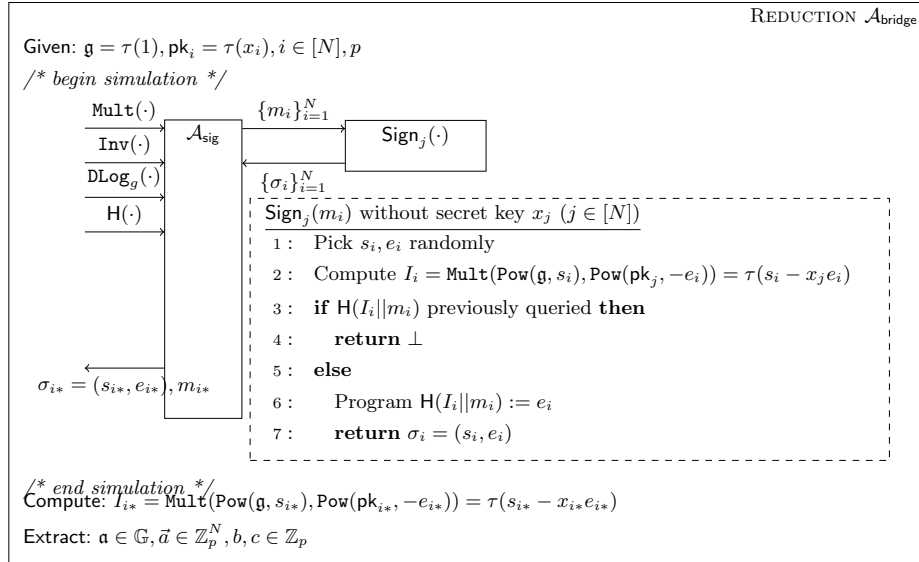 REDUCTION 𝒜_bridge
Given: 𝔤 = τ(1), pk_i = τ(x_i), i ∈ [N], p
/* begin simulation */
Mult(·)
{m_i}_{i=1}^N
𝒜_sig
Sign_j(·)
Inv(·)
DLog_g(·)
{σ_i}_{i=1}^N
H(·)
Sign_j(m_i) without secret key x_j (j ∈ [N])
1 : Pick s_i, e_i randomly
2 : Compute I_i = Mult(Pow(𝔤, s_i), Pow(pk_j, −e_i)) = τ(s_i − x_j e_i)
3 : if H(I_i||m_i) previously queried then
4 : return ⊥
5 : else
6 : Program H(I_i||m_i) := e_i
7 : return σ_i = (s_i, e_i)
σ_{i∗} = (s_{i∗}, e_{i∗}), m_{i∗}
/* end simulation */
Compute: I_{i∗} = Mult(Pow(𝔤, s_{i∗}), Pow(pk_{i∗}, −e_{i∗})) = τ(s_{i∗} − x_{i∗}e_{i∗})
Extract: 𝔞 ∈ 𝔾, a⃗ ∈ ℤ_p^N, b, c ∈ ℤ_p